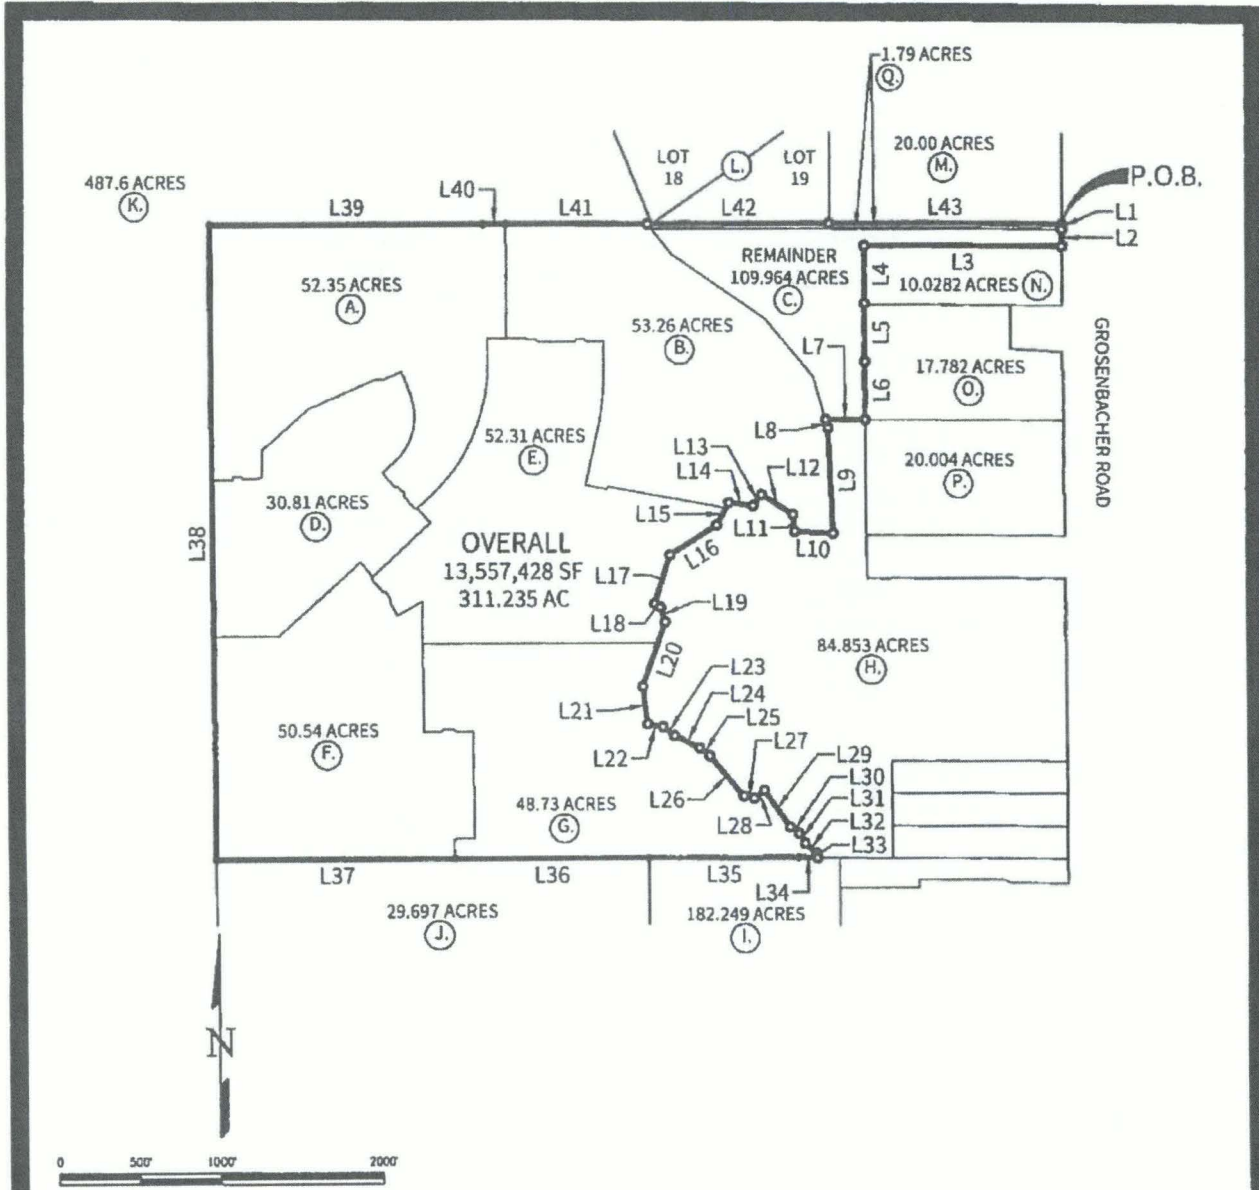 1.79 ACRES
Q.
LOT
18
L.
LOT
19
20.00 ACRES
M.
P.O.B.
487.6 ACRES
K.
L39
L40
L41
L42
L43
L1
L2
52.35 ACRES
A.
REMAINDER
109.964 ACRES
C.
L4
L3
10.0282 ACRES
N.
53.26 ACRES
B.
L7
L5
L6
17.782 ACRES
O.
GROSENBACHER ROAD
52.31 ACRES
E.
L8
L9
L13
L12
L14
L15
L11
L10
20.004 ACRES
P.
30.81 ACRES
D.
L38
OVERALL
13,557,428 SF
311.235 AC
L16
L17
L18
L19
L20
84.853 ACRES
H.
L21
L22
L23
L24
L25
L27
L26
L28
L29
L30
L31
L32
L33
L34
50.54 ACRES
F.
48.73 ACRES
G.
L37
L36
L35
29.697 ACRES
J.
182.249 ACRES
I.
N
0
500'
1000'
2000'